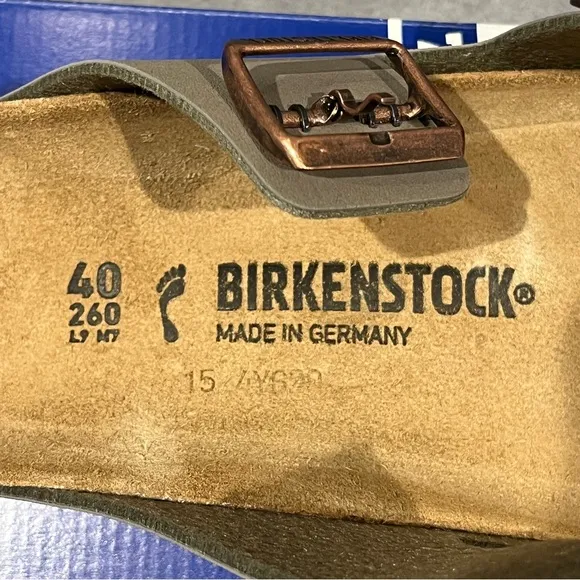 40
260
L9 M7
BIRKENSTOCK®
MADE IN GERMANY